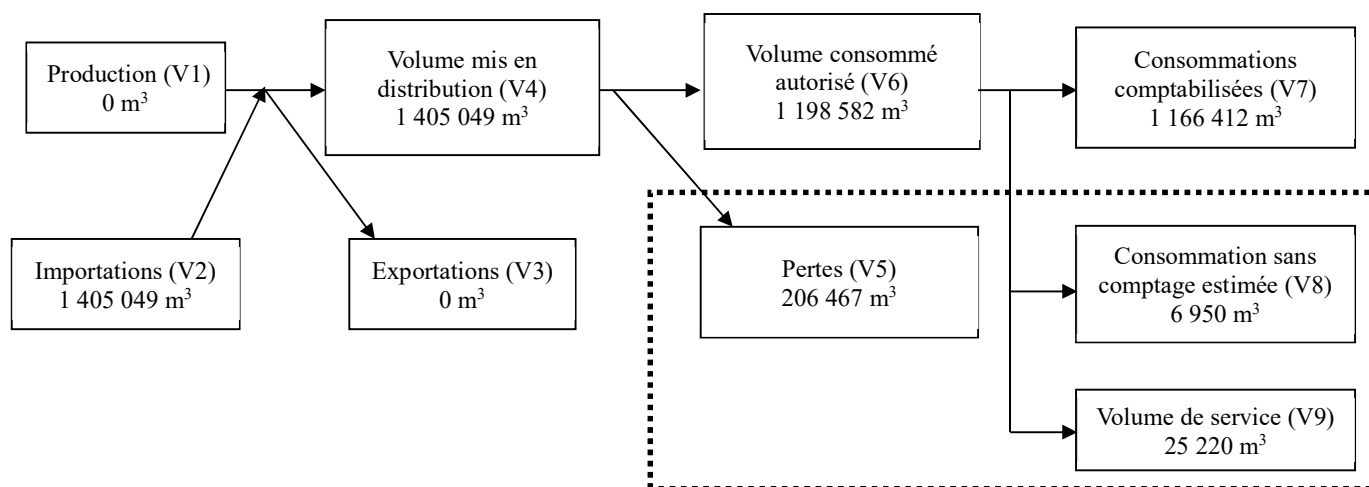 Production (V1)
0 m³
Volume mis en
distribution (V4)
1 405 049 m³
Volume consommé
autorisé (V6)
1 198 582 m³
Consommations
comptabilisées (V7)
1 166 412 m³
Importations (V2)
1 405 049 m³
Exportations (V3)
0 m³
Pertes (V5)
206 467 m³
Consommation sans
comptage estimée (V8)
6 950 m³
Volume de service (V9)
25 220 m³